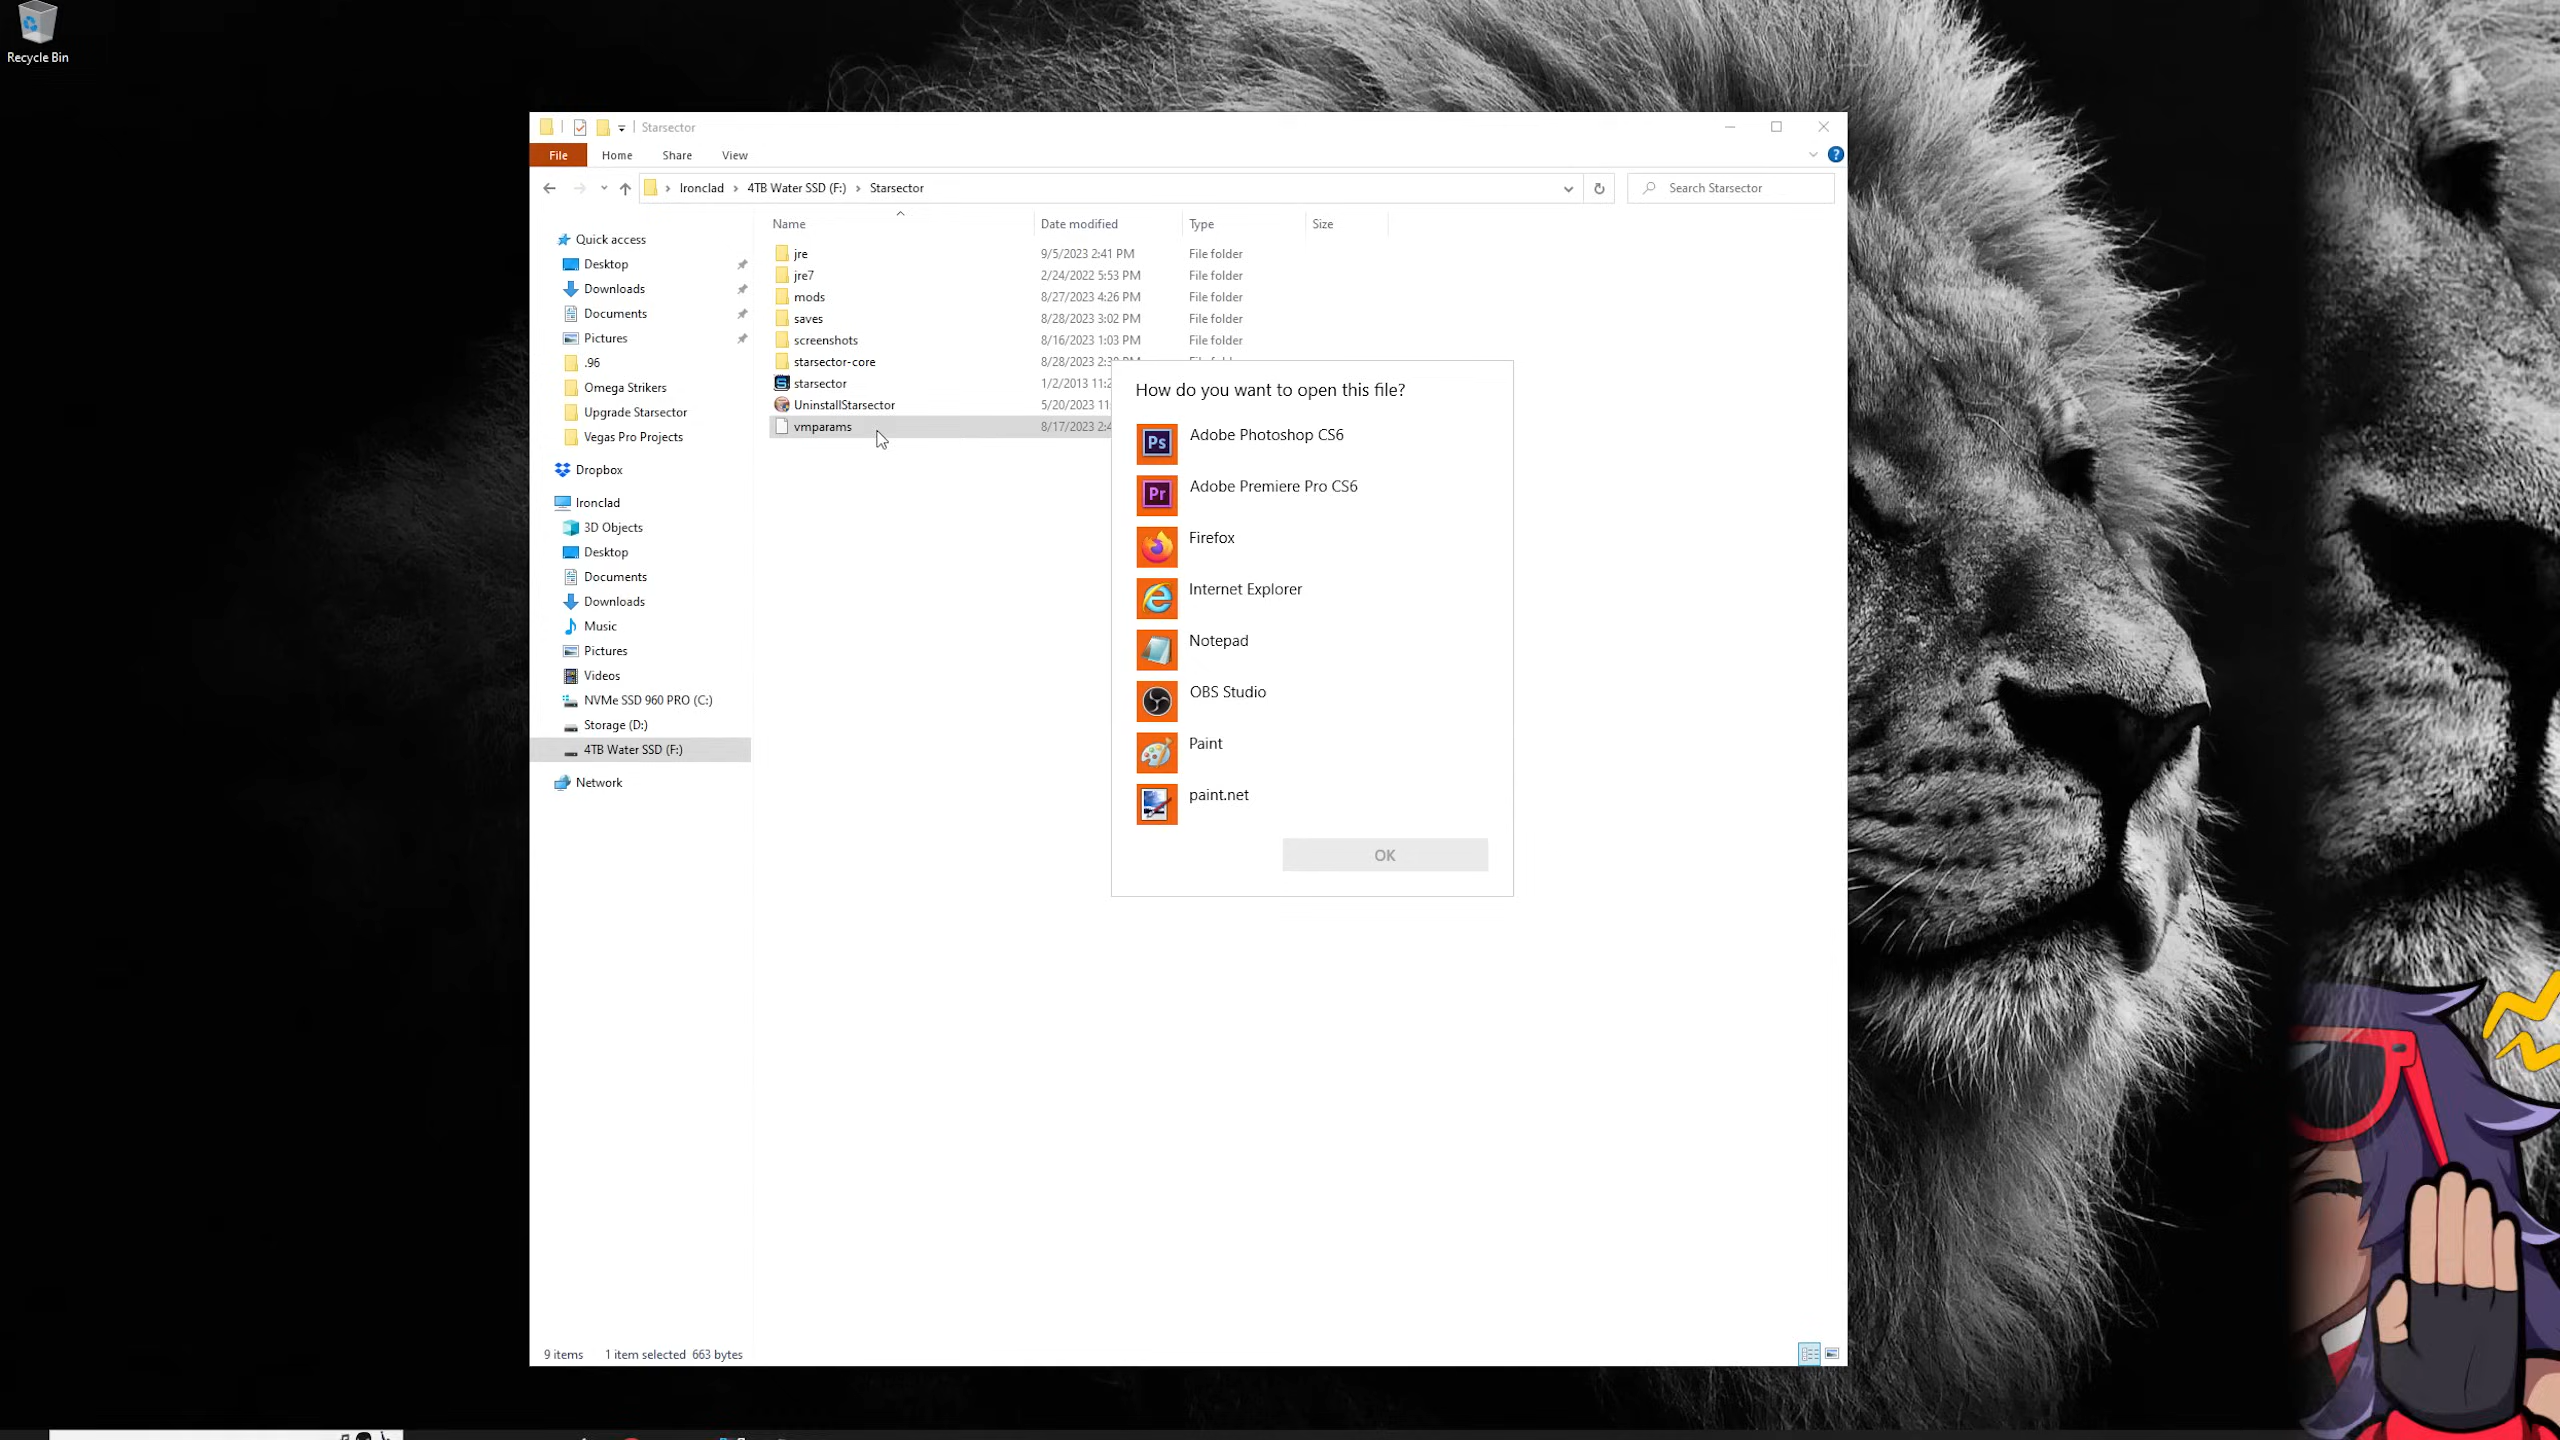 Recycle Bin
Starsector
File Home Share View
Ironclad 4TB Water SSD (F:) Starsector
Search Starsector
Name Date modified Type Size
jre 9/5/2023 2:41 PM File folder
jre7 2/24/2022 5:53 PM File folder
mods 8/27/2023 4:26 PM File folder
saves 8/28/2023 3:02 PM File folder
screenshots 8/16/2023 1:03 PM File folder
starsector-core 8/28/2023
starsector 1/2/2013
UninstallStarsector 5/20/2023
vmparams 8/17/2023
Quick access
Desktop
Downloads
Documents
Pictures
.96
Omega Strikers
Upgrade Starsector
Vegas Pro Projects
Dropbox
Ironclad
3D Objects
Desktop
Documents
Downloads
Music
Pictures
Videos
NVMe SSD 960 PRO (C:)
Storage (D:)
4TB Water SSD (F:)
Network
How do you want to open this file?
Ps Adobe Photoshop CS6
Pr Adobe Premiere Pro CS6
Firefox
Internet Explorer
Notepad
OBS Studio
Paint
paint.net
OK
9 items 1 item selected 663 bytes